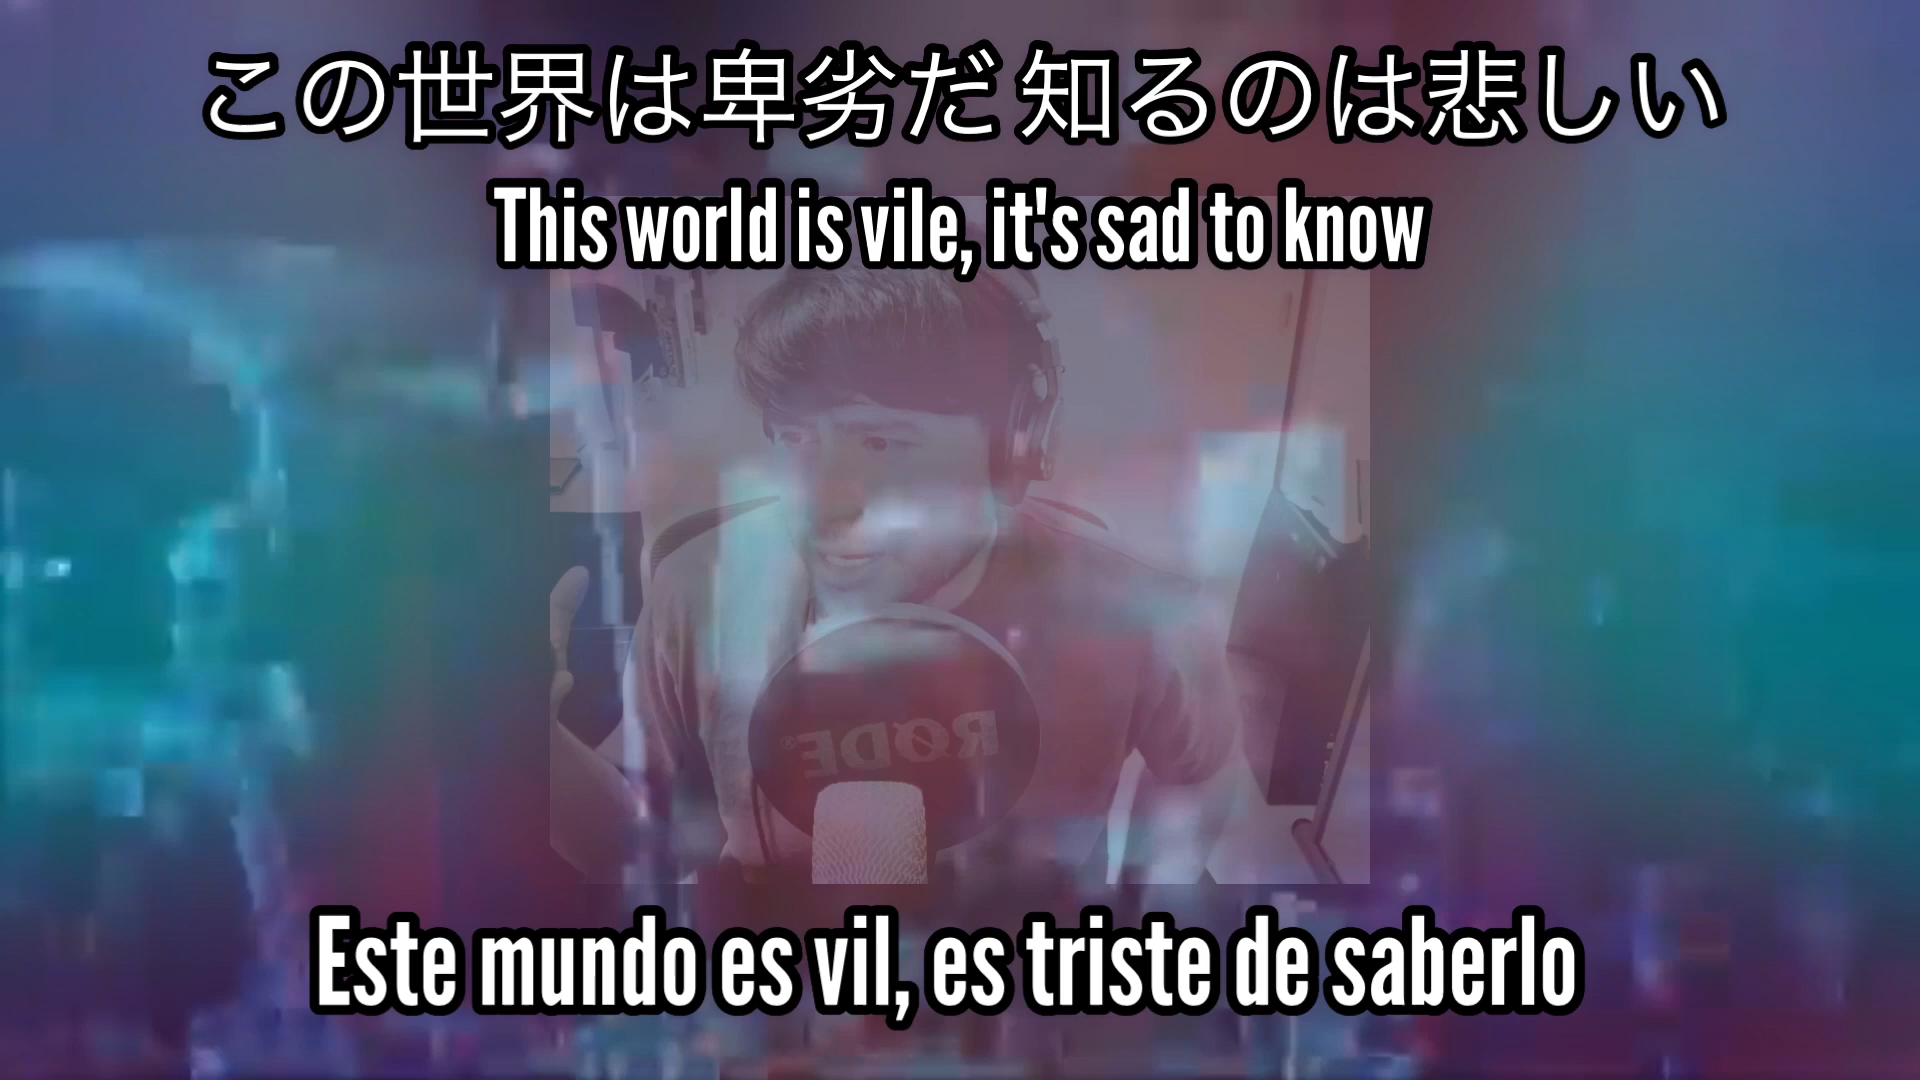 この世界は卑劣だ 知るのは悲しい
This world is vile, it's sad to know
RØDE®
Este mundo es vil, es triste de saberlo